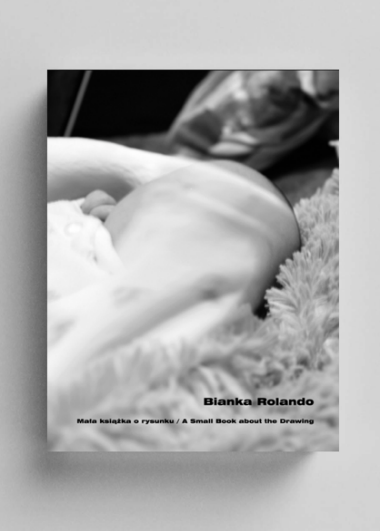 Bianka Rolando
Mała książka o rysunku / A Small Book about the Drawing